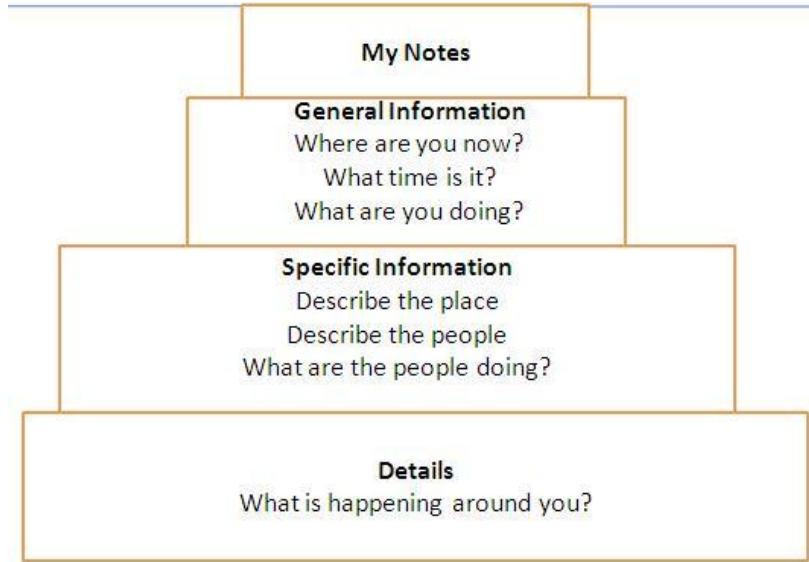 My Notes
General Information
Where are you now?
What time is it?
What are you doing?
Specific Information
Describe the place
Describe the people
What are the people doing?
Details
What is happening around you?